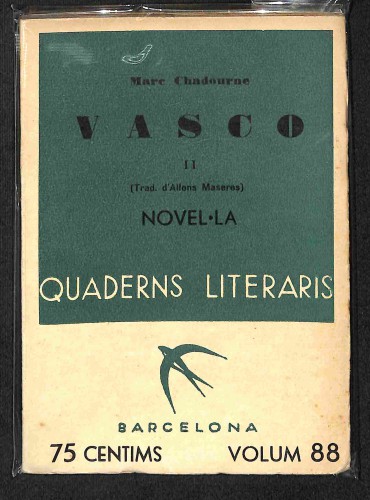 Marc Chadourne
VASCO
II
(Trad. d'Alfons Maseres)
NOVEL·LA
QUADERNS LITERARIS
BARCELONA
75 CENTIMS VOLUM 88